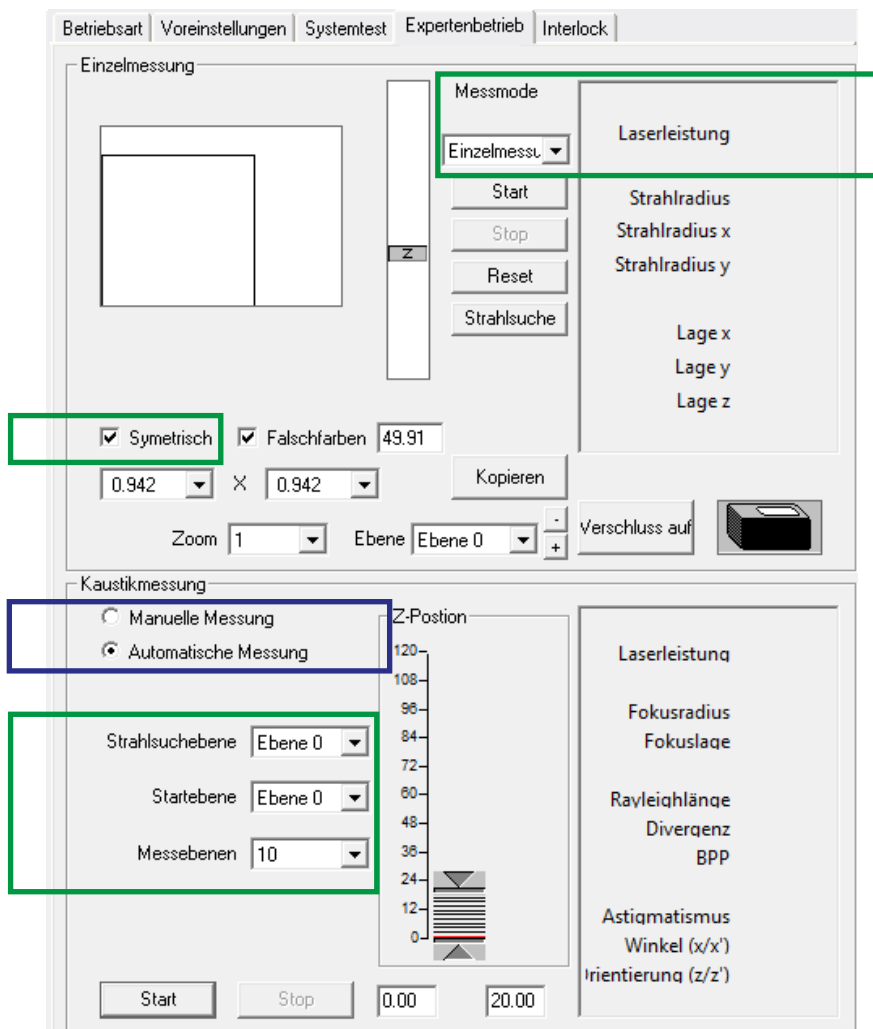 Betriebsart Voreinstellungen Systemtest Expertenbetrieb Interlock
Einzelmessung
Messmode
Einzelmessu
Laserleistung
Start
Strahlradius
Stop
Strahlradius x
Z
Reset
Strahlradius y
Strahlsuche
Lage x
Lage y
Lage z
Symetrisch Falschfarben 49.91
0.942 X 0.942
Kopieren
Zoom 1 Ebene Ebene 0 - +
Verschluss auf
Kaustikmessung
Manuelle Messung
Automatische Messung
Strahlsuchebene Ebene 0
Startebene Ebene 0
Messebenen 10
Z-Postion
120
108
96
84
72
60
48
36
24
12
0
Laserleistung
Fokusradius
Fokuslage
Rayleighlänge
Divergenz
BPP
Astigmatismus
Winkel (x/x')
rientierung (z/z')
Start Stop 0.00 20.00